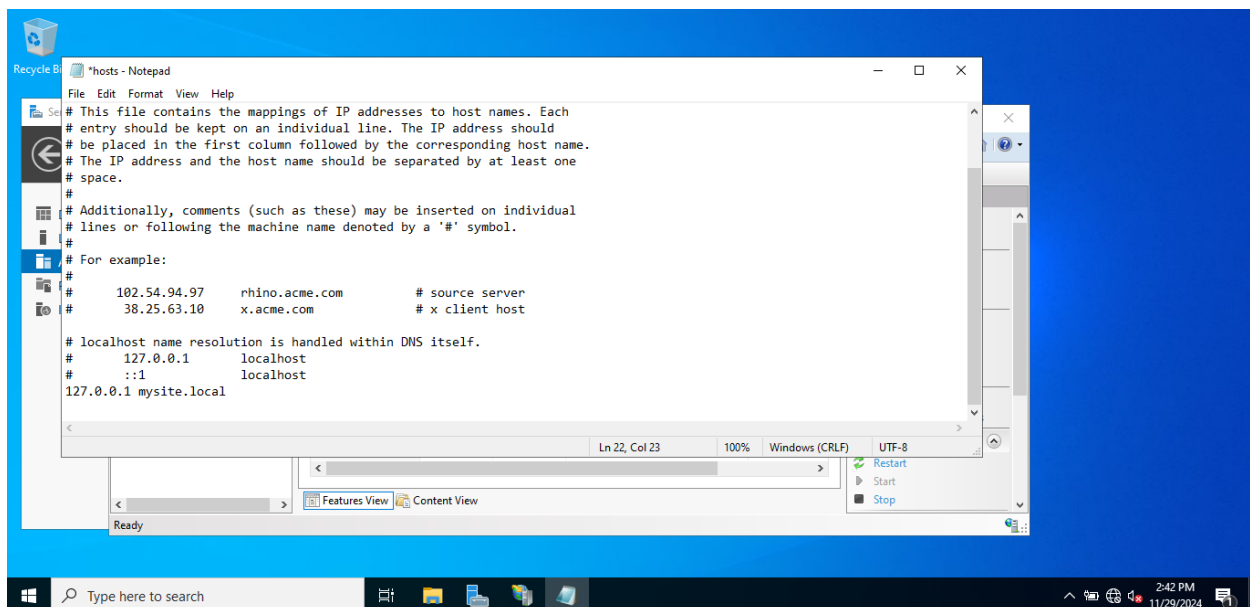 Recycle Bi
*hosts - Notepad
File Edit Format View Help
Se
# This file contains the mappings of IP addresses to host names. Each
# entry should be kept on an individual line. The IP address should
# be placed in the first column followed by the corresponding host name.
# The IP address and the host name should be separated by at least one
# space.
#
# Additionally, comments (such as these) may be inserted on individual
# lines or following the machine name denoted by a '#' symbol.
#
# For example:
#
# 102.54.94.97 rhino.acme.com # source server
# 38.25.63.10 x.acme.com # x client host
# localhost name resolution is handled within DNS itself.
# 127.0.0.1 localhost
# ::1 localhost
127.0.0.1 mysite.local
Ln 22, Col 23 100% Windows (CRLF) UTF-8
Restart
Start
Features View Content View
Stop
Ready
Type here to search
2:42 PM
11/29/2024
1